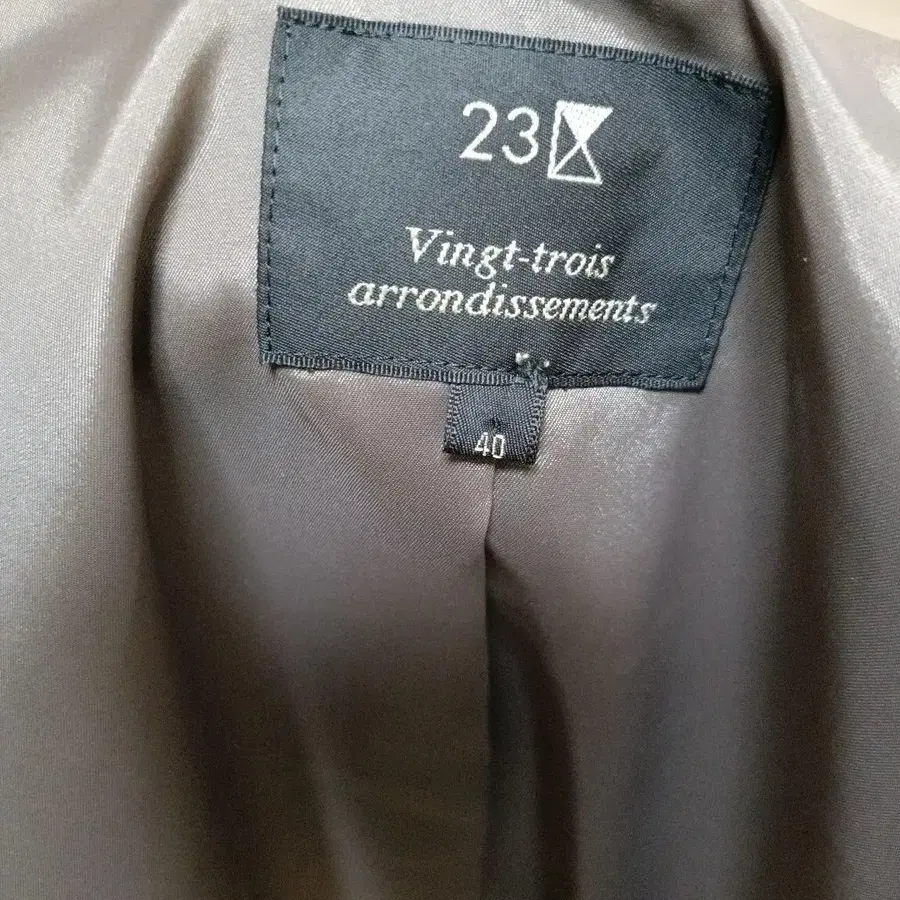 23
Vingt-trois
arrondissements
40